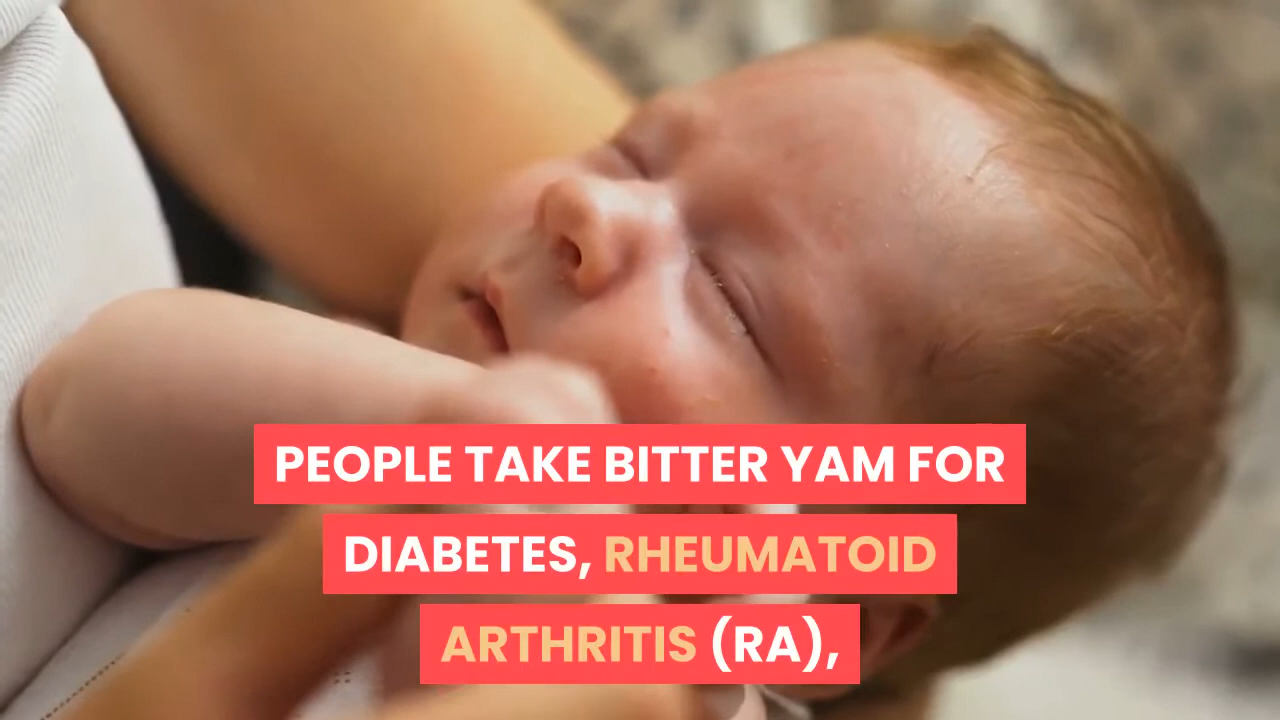 PEOPLE TAKE BITTER YAM FOR
DIABETES, RHEUMATOID
ARTHRITIS (RA),